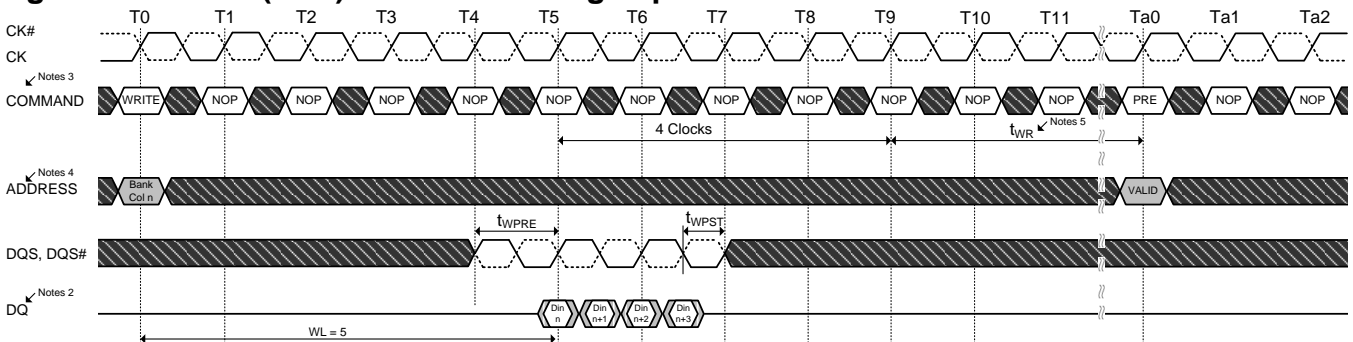 T0 T1 T2 T3 T4 T5 T6 T7 T8 T9 T10 T11 Ta0 Ta1 Ta2
CK#
CK
Notes 3
COMMAND WRITE NOP NOP NOP NOP NOP NOP NOP NOP NOP NOP NOP PRE NOP NOP
4 Clocks tWR Notes 5
Notes 4
ADDRESS Bank Col n VALID
tWPRE tWPST
DQS, DQS#
Notes 2
DQ Din n Din n+1 Din n+2 Din n+3
WL = 5